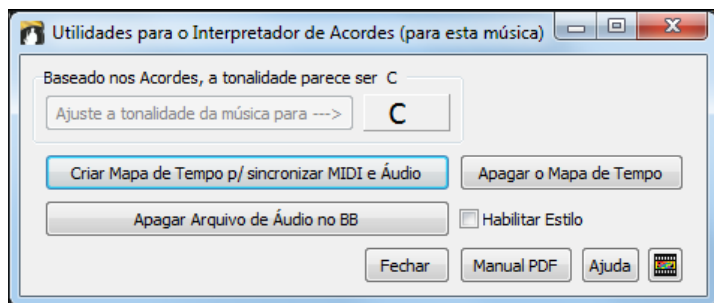 Utilidades para o Interpretador de Acordes (para esta música)
Baseado nos Acordes, a tonalidade parece ser C
Ajuste a tonalidade da música para ---> C
Criar Mapa de Tempo p/ sincronizar MIDI e Áudio Apagar o Mapa de Tempo
Apagar Arquivo de Áudio no BB Habilitar Estilo
Fechar Manual PDF Ajuda